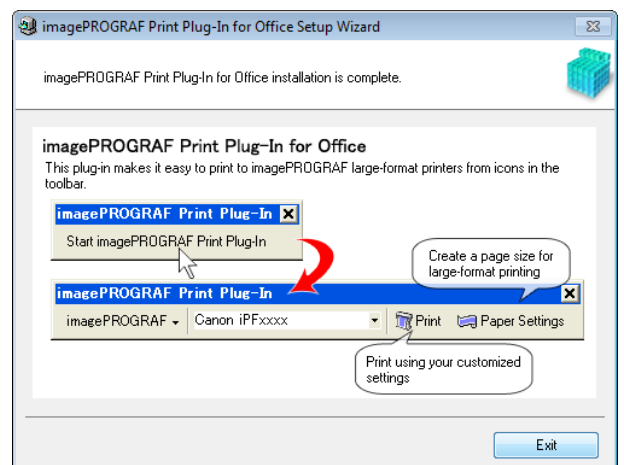 imagePROGRAF Print Plug-In for Office Setup Wizard
imagePROGRAF Print Plug-In for Office installation is complete.
imagePROGRAF Print Plug-In for Office
This plug-in makes it easy to print to imagePROGRAF large-format printers from icons in the
toolbar.
imagePROGRAF Print Plug-In
Start imagePROGRAF Print Plug-In
Create a page size for
large-format printing
imagePROGRAF Print Plug-In
imagePROGRAF Canon iPFxxxx Print Paper Settings
Print using your customized
settings
Exit